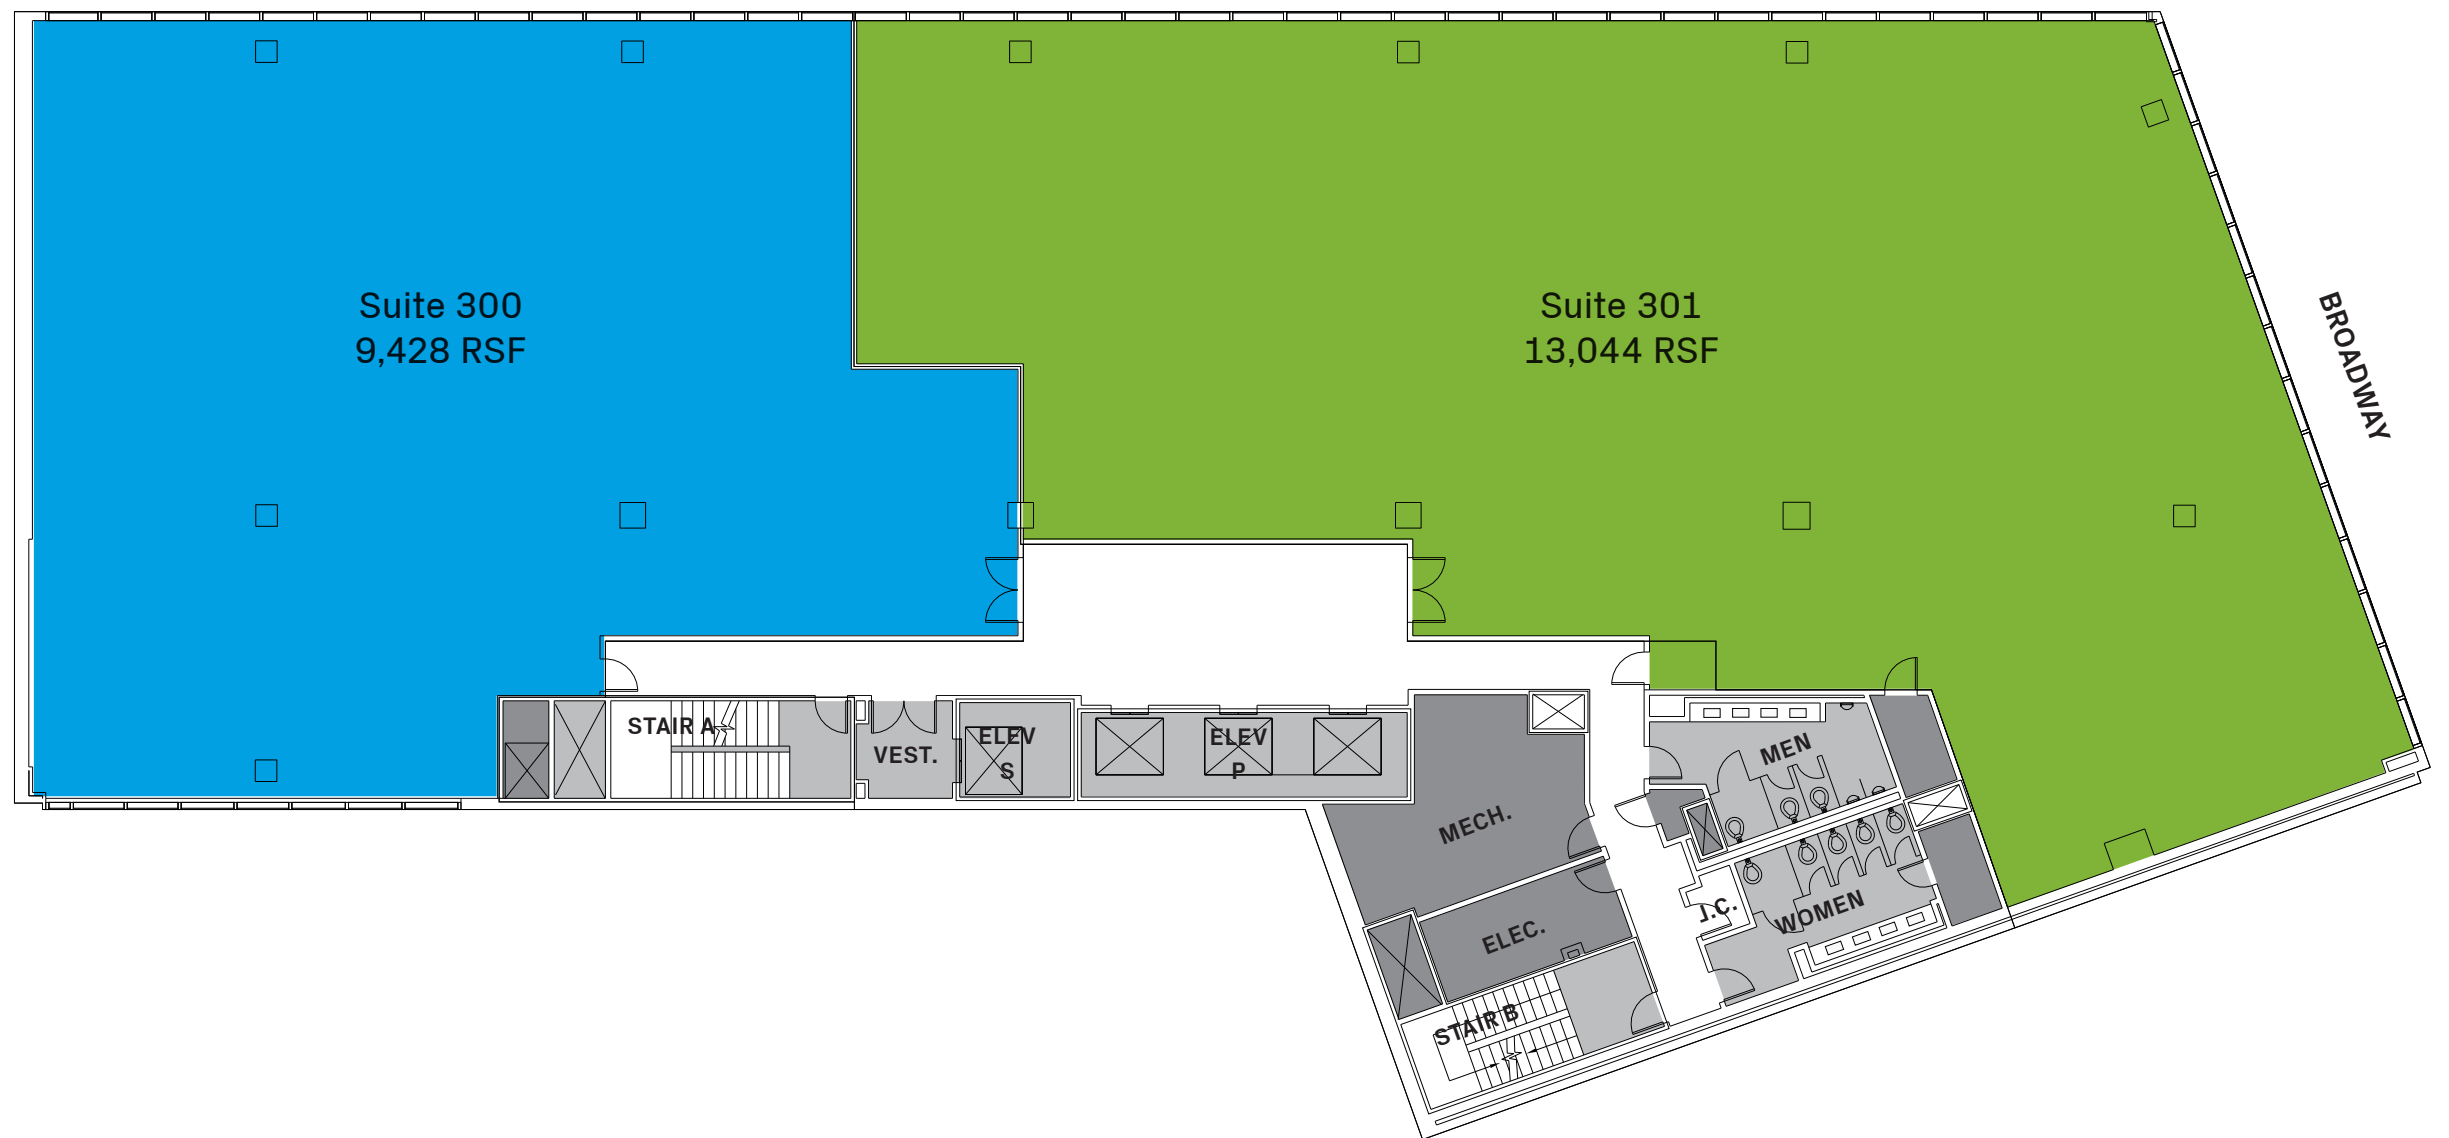 Suite 300
9,428 RSF
Suite 301
13,044 RSF
BROADWAY
STAIR A
VEST.
ELEV
S
ELEV
P
MEN
MECH.
J.C.
WOMEN
ELEC.
STAIR B